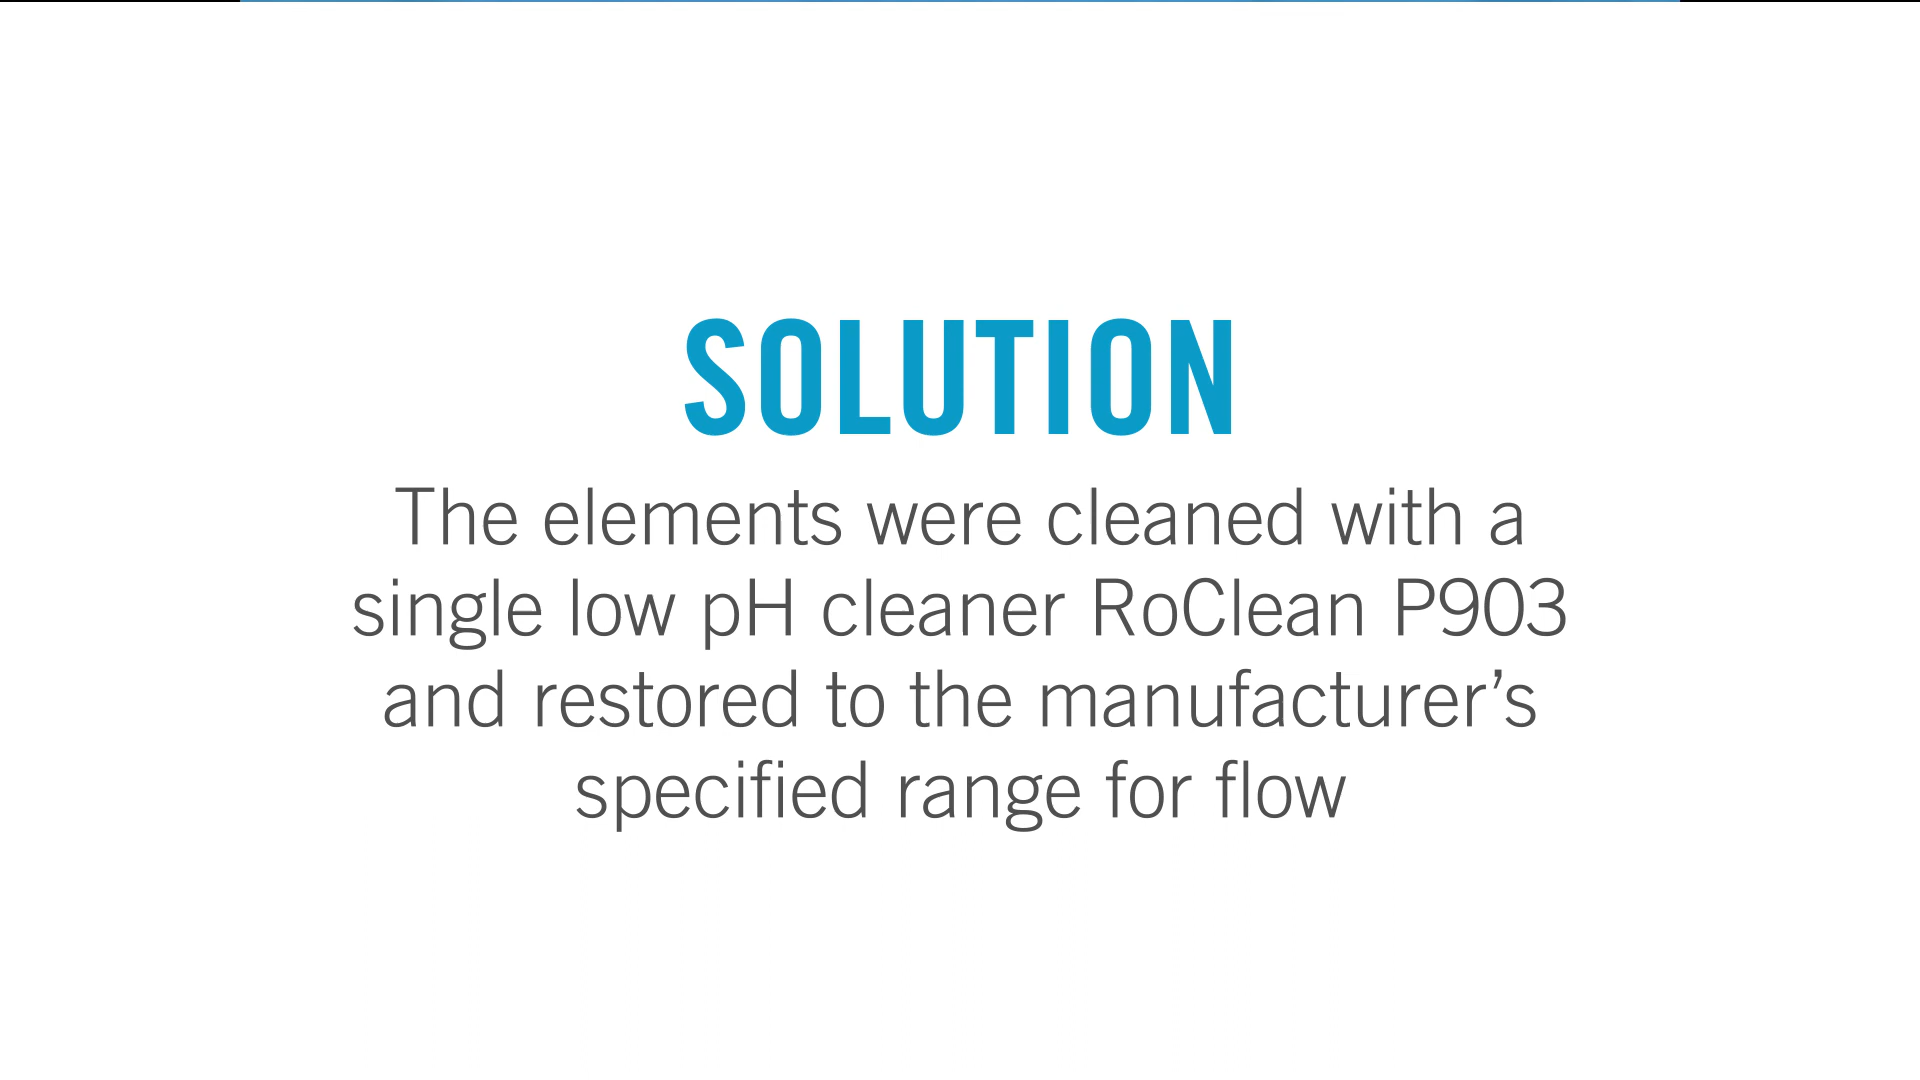 SOLUTION
The elements were cleaned with a
single low pH cleaner RoClean P903
and restored to the manufacturer’s
specified range for flow